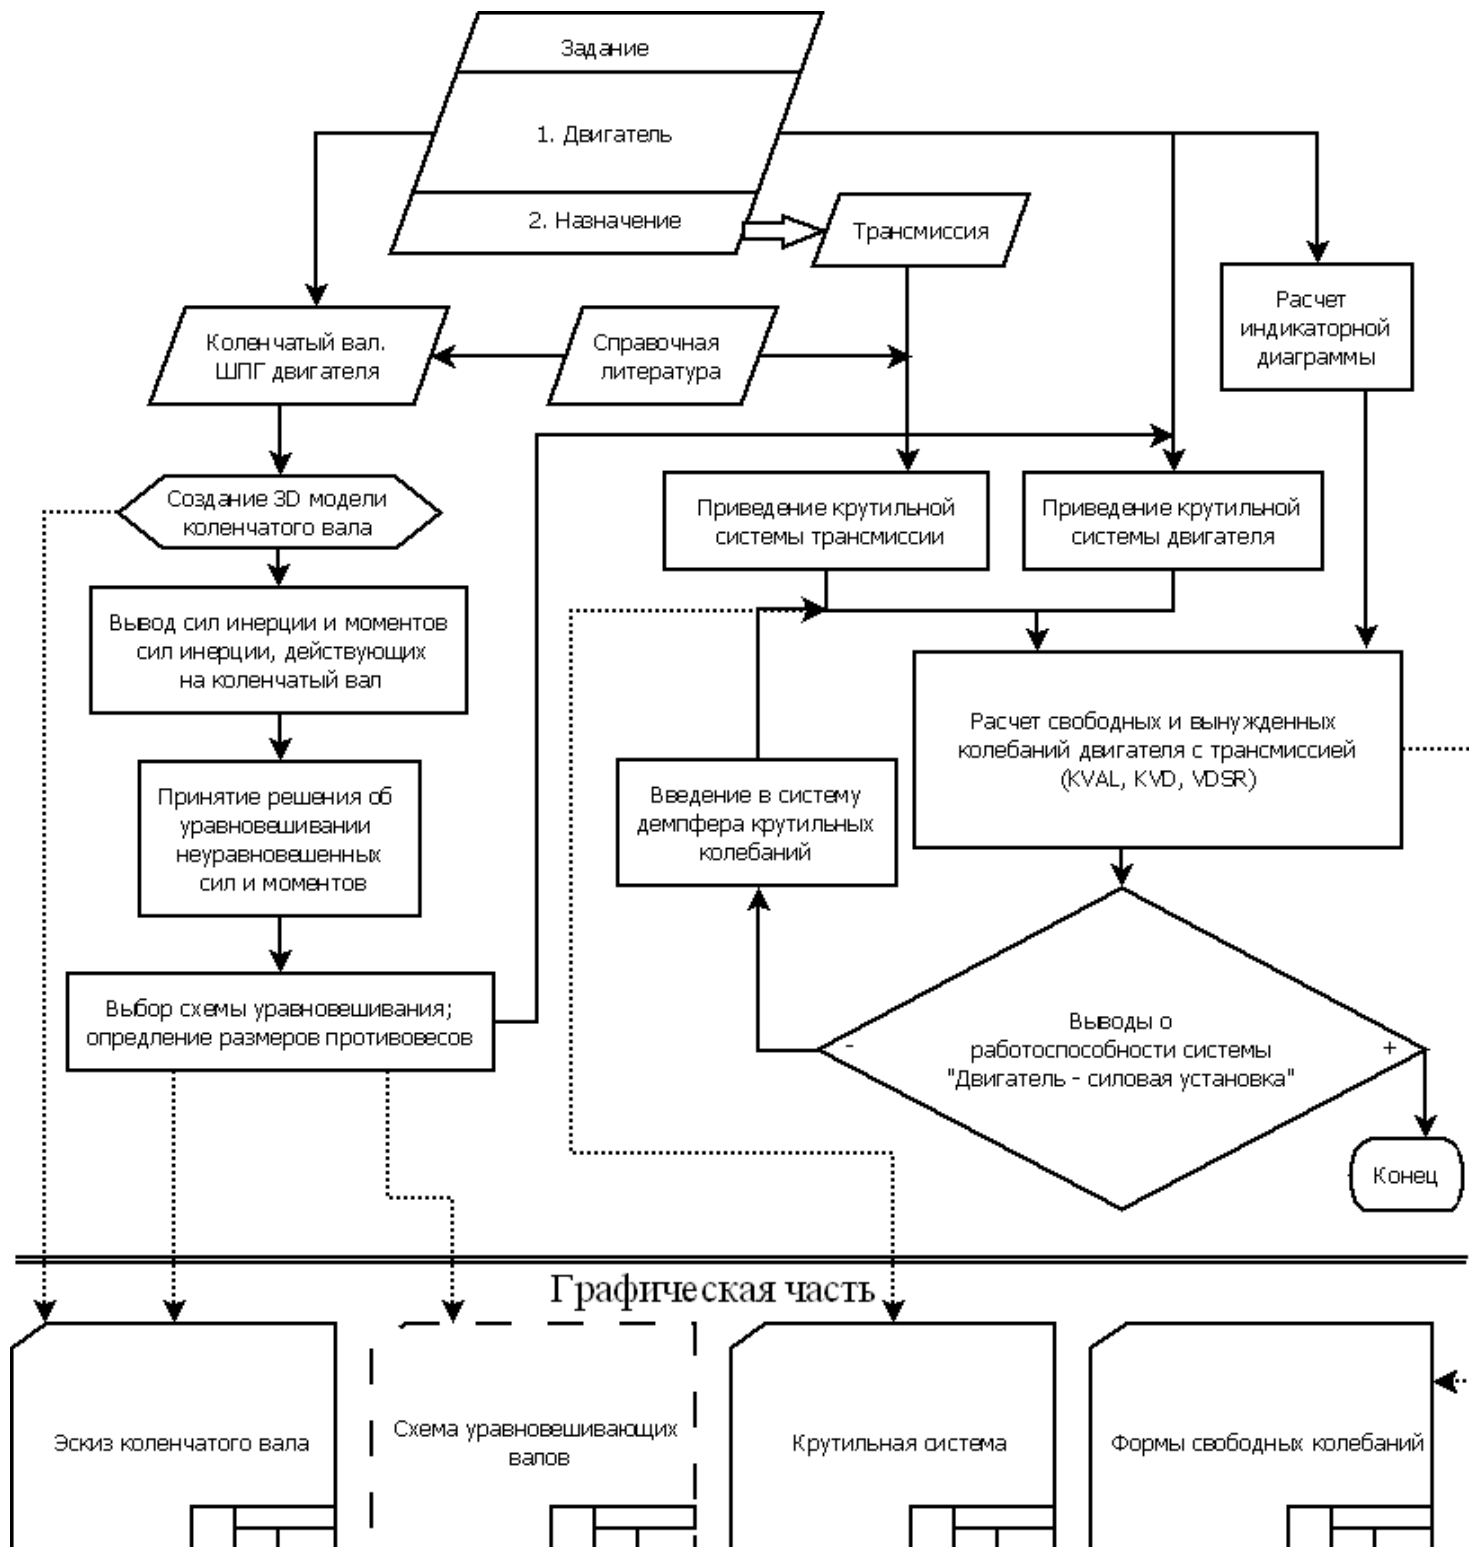 Задание
1. Двигатель
2. Назначение
Трансмиссия
Расчет
индикаторной
диаграммы
Коленчатый вал.
ШПГ двигателя
Справочная
литература
Создание 3D модели
коленчатого вала
Приведение крутильной
системы трансмиссии
Приведение крутильной
системы двигателя
Вывод сил инерции и моментов
сил инерции, действующих
на коленчатый вал
Расчет свободных и вынужденных
колебаний двигателя с трансмиссией
(KVAL, KVD, VDSR)
Принятие решения об
уравновешивании
неуравновешенных
сил и моментов
Введение в систему
демпфера крутильных
колебаний
Выбор схемы уравновешивания;
опредление размеров противовесов
Выводы о
работоспособности системы
"Двигатель - силовая установка"
-
+
Конец
Графическая часть
Эскиз коленчатого вала
Схема уравновешивающих
валов
Крутильная система
Формы свободных колебаний